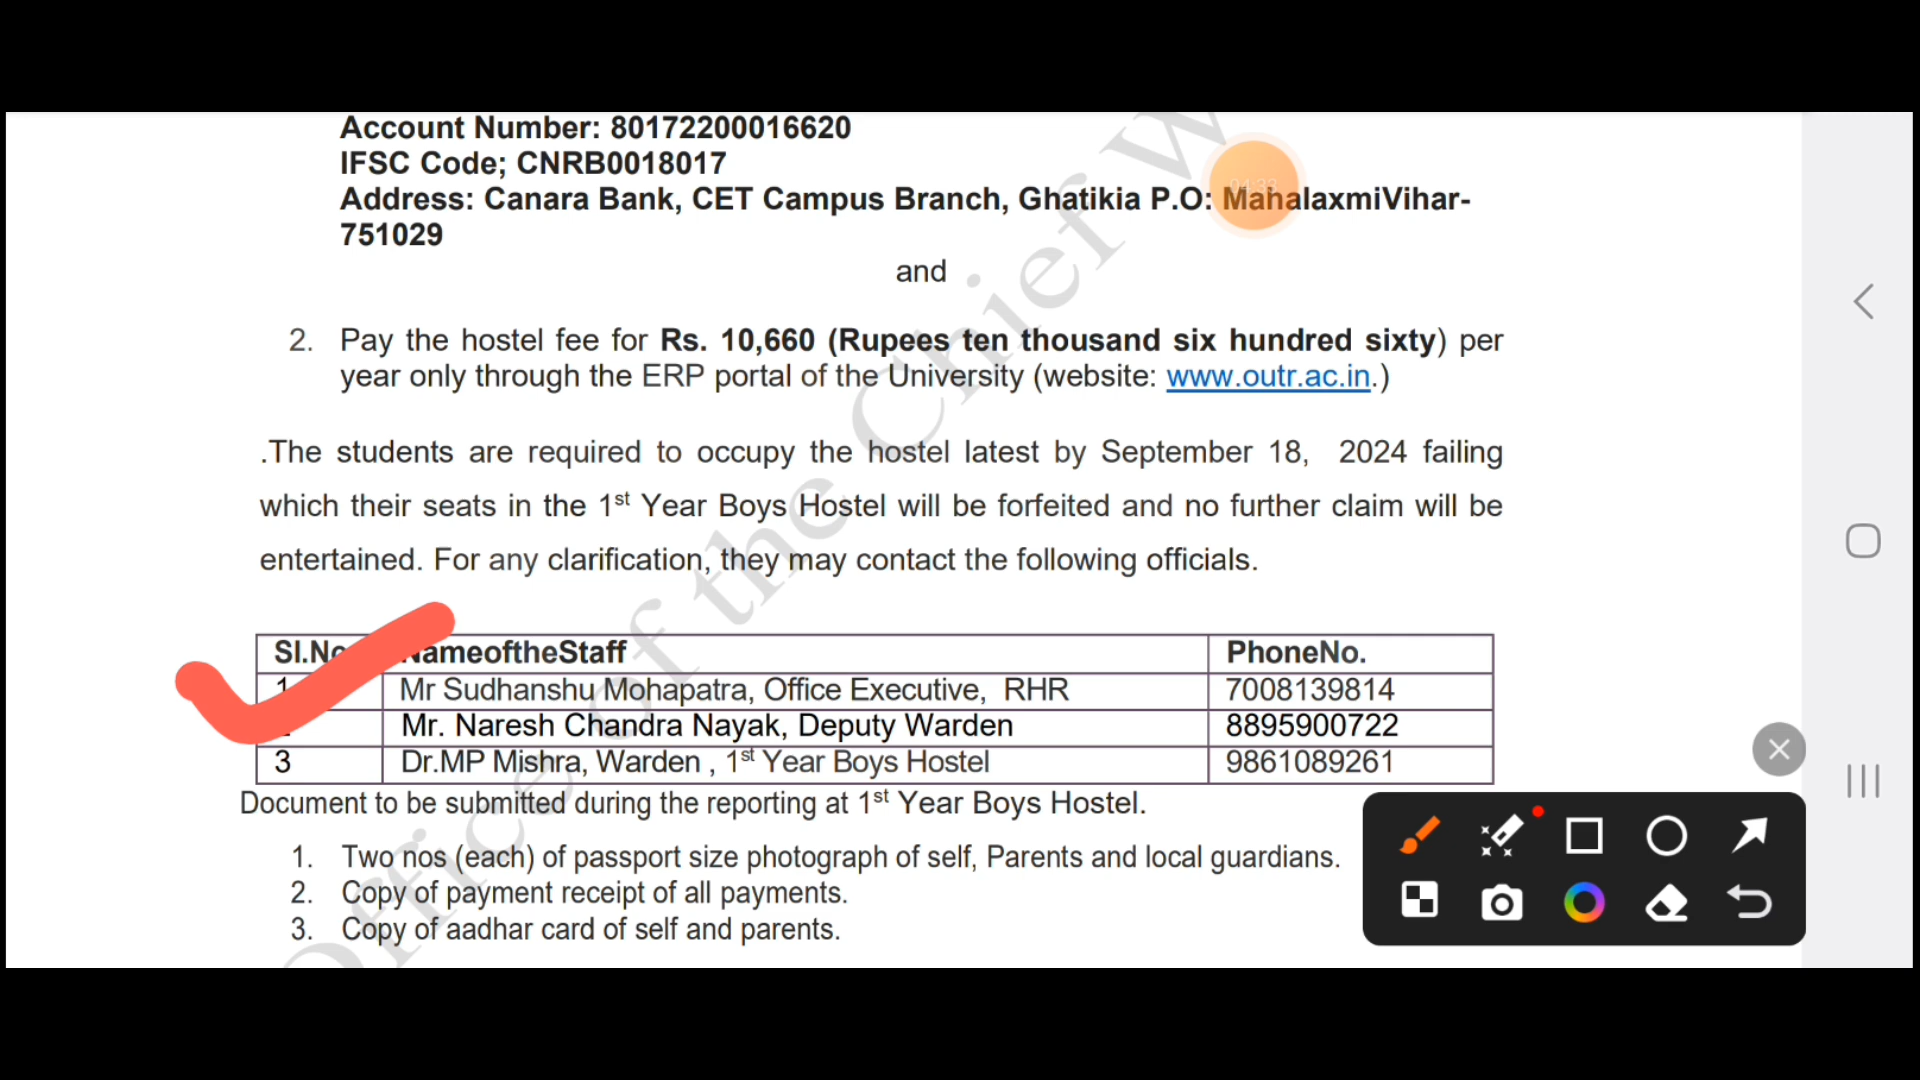 Account Number: 80172200016620
IFSC Code; CNRB0018017
Address: Canara Bank, CET Campus Branch, Ghatikia P.O: MahalaxmiVihar-
751029
04:33
and
2. Pay the hostel fee for Rs. 10,660 (Rupees ten thousand six hundred sixty) per
year only through the ERP portal of the University (website: www.outr.ac.in.)
.The students are required to occupy the hostel latest by September 18, 2024 failing
which their seats in the 1st Year Boys Hostel will be forfeited and no further claim will be
entertained. For any clarification, they may contact the following officials.
Sl.No NameoftheStaff PhoneNo.
1 Mr Sudhanshu Mohapatra, Office Executive, RHR 7008139814
2 Mr. Naresh Chandra Nayak, Deputy Warden 8895900722
3 Dr.MP Mishra, Warden , 1st Year Boys Hostel 9861089261
Document to be submitted during the reporting at 1st Year Boys Hostel.
1. Two nos (each) of passport size photograph of self, Parents and local guardians.
2. Copy of payment receipt of all payments.
3. Copy of aadhar card of self and parents.
Office of the Chief W